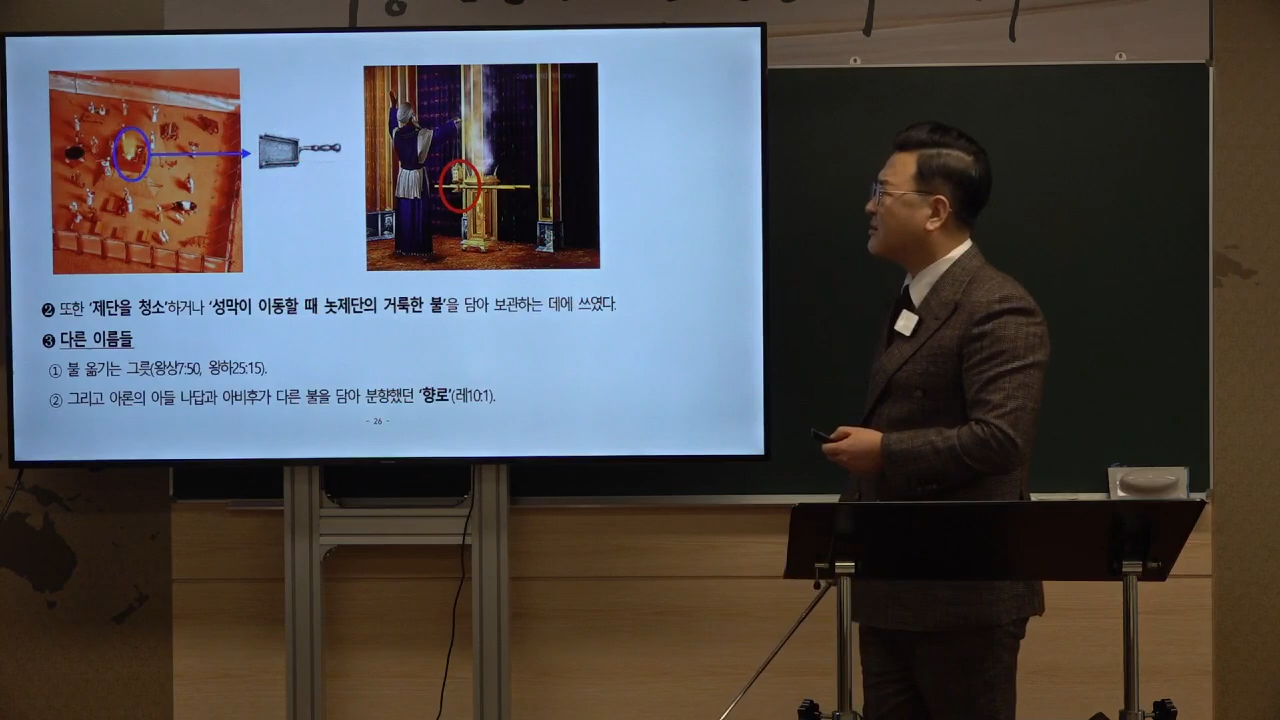 ❷ 또한 ‘제단을 청소’하거나 ‘성막이 이동할 때 놋제단의 거룩한 불’을 담아 보관하는 데에 쓰였다.
❸ 다른 이름들
① 불 옮기는 그릇(왕상7:50, 왕하25:15).
② 그리고 아론의 아들 나답과 아비후가 다른 불을 담아 분향했던 ‘향로’(레10:1).
- 26 -